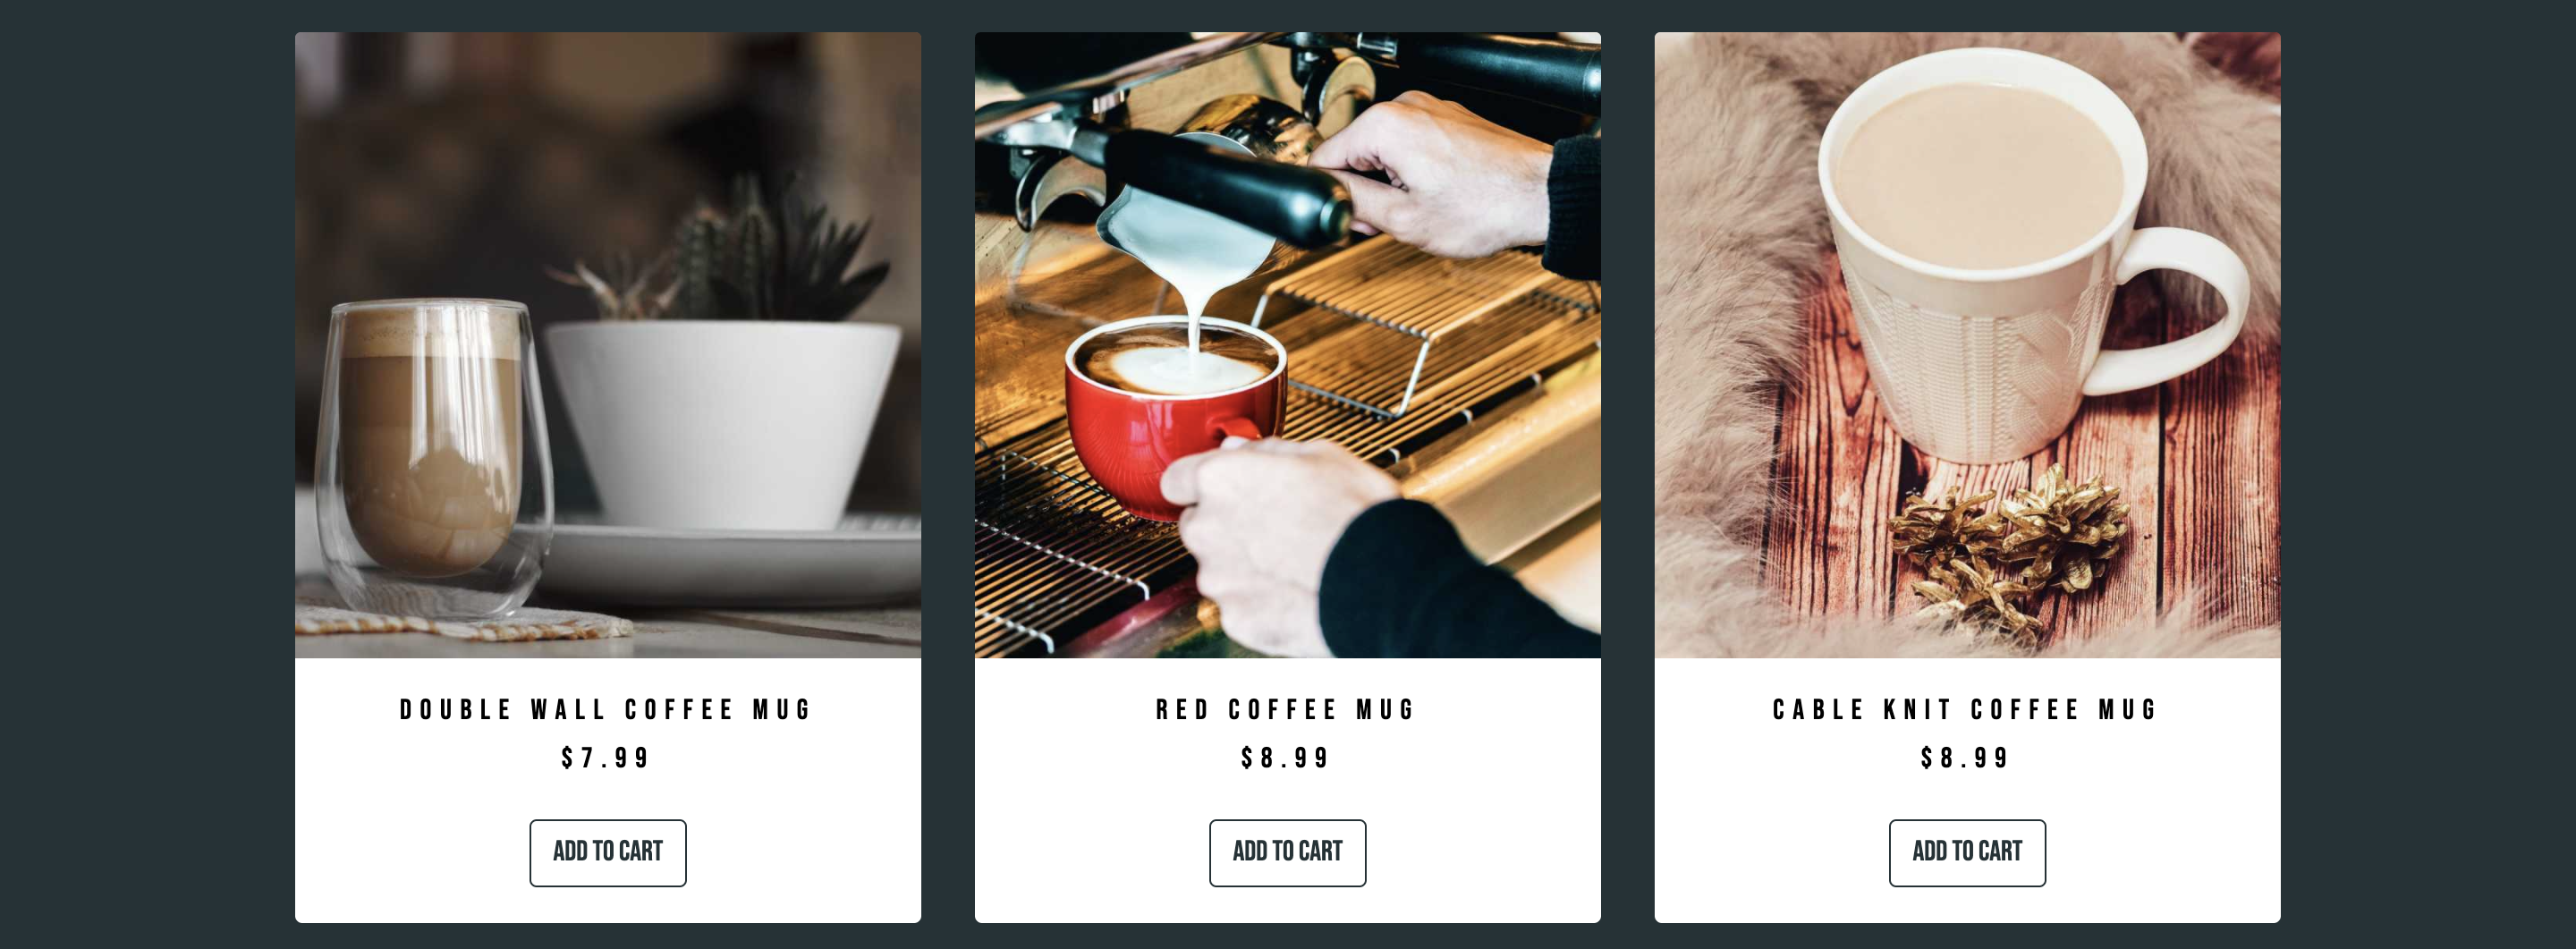 DOUBLE WALL COFFEE MUG
$7.99
ADD TO CART
RED COFFEE MUG
$8.99
ADD TO CART
CABLE KNIT COFFEE MUG
$8.99
ADD TO CART